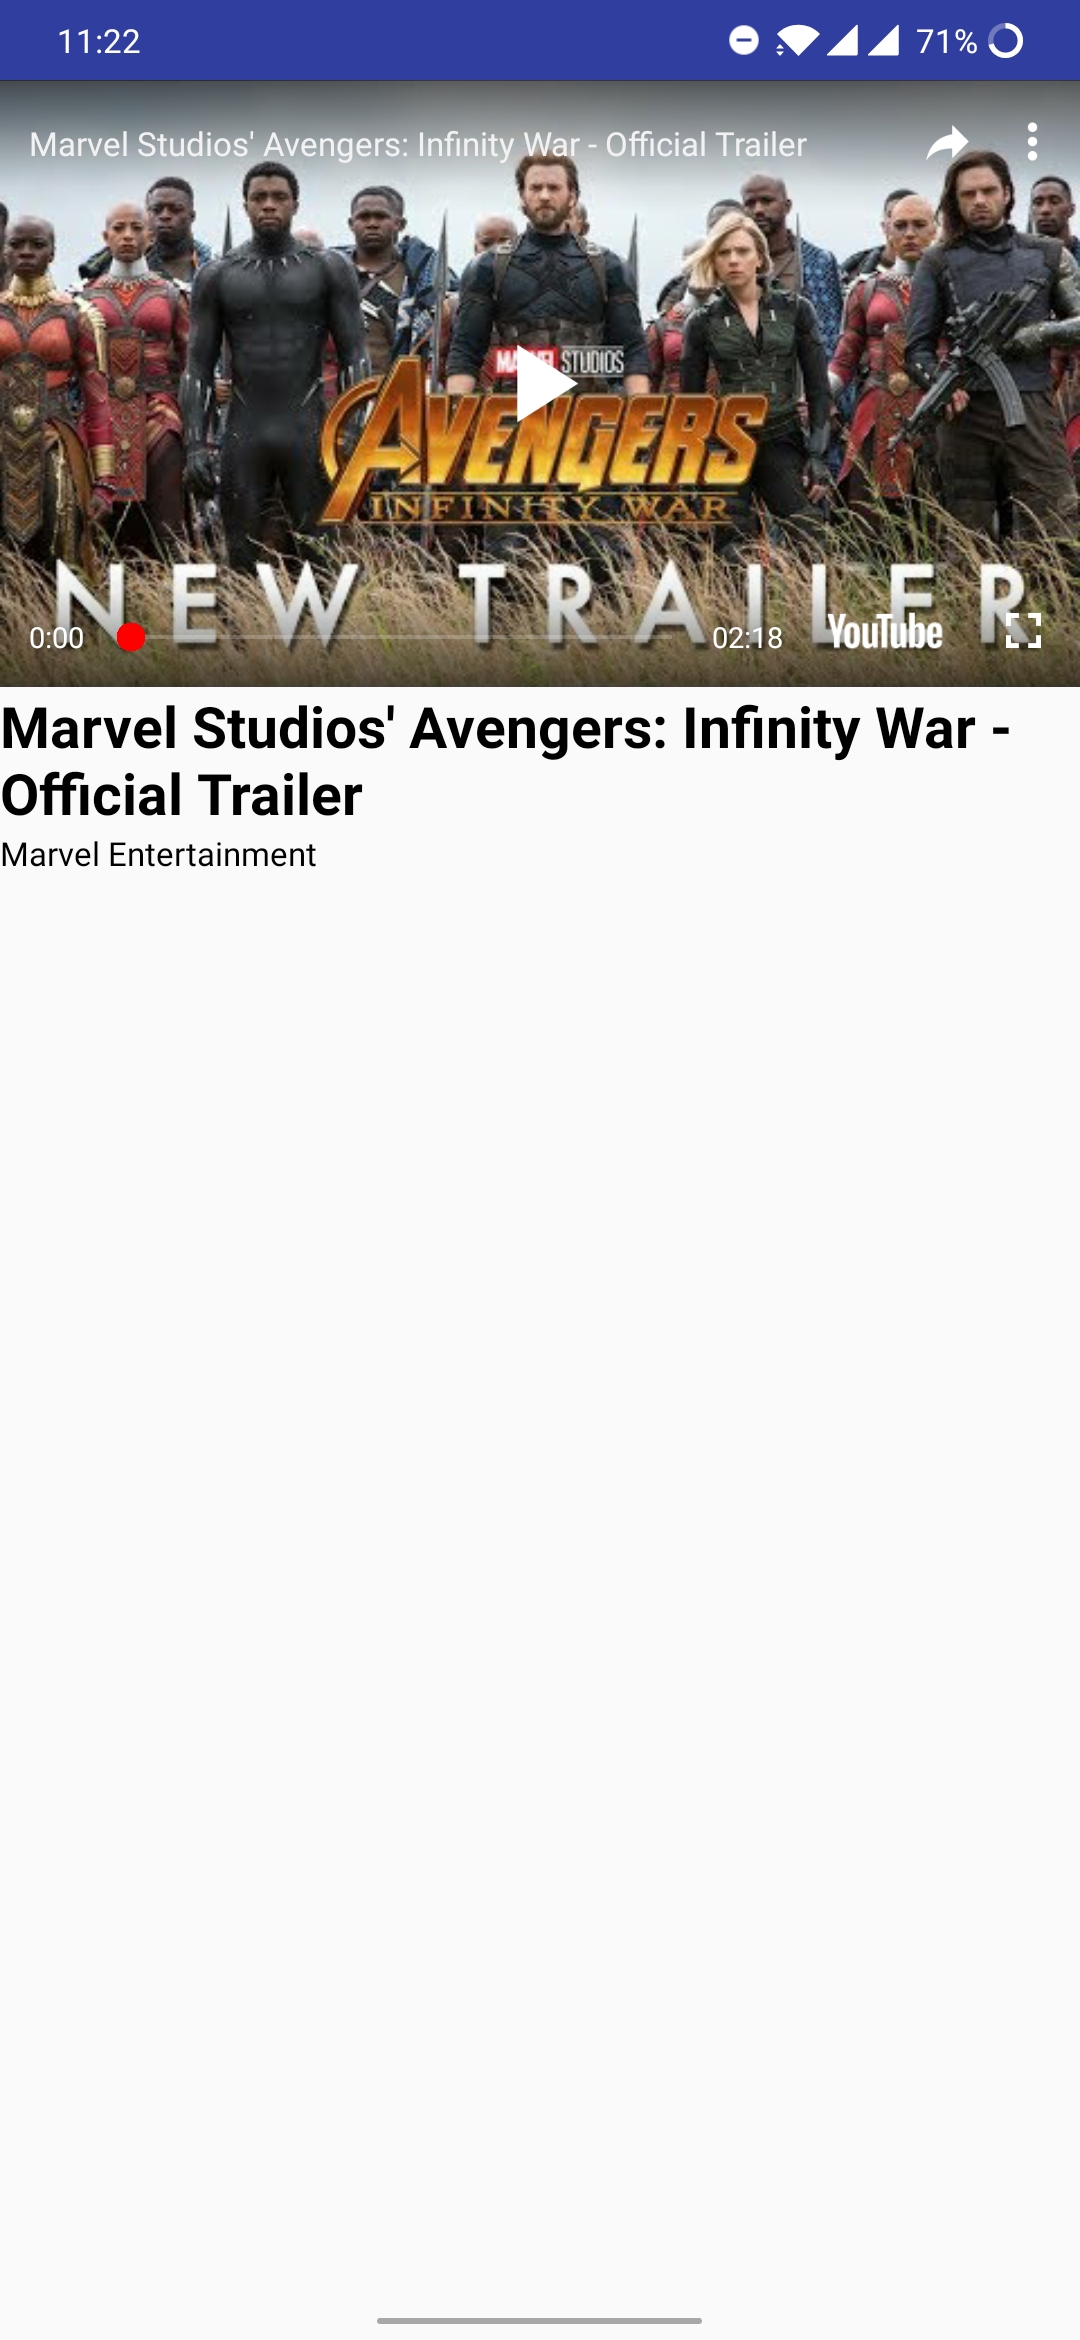 11:22
71%
Marvel Studios' Avengers: Infinity War - Official Trailer
MARVEL STUDIOS
AVENGERS
INFINITY WAR
NEW TRAILER
0:00
02:18
YouTube
Marvel Studios' Avengers: Infinity War -
Official Trailer
Marvel Entertainment